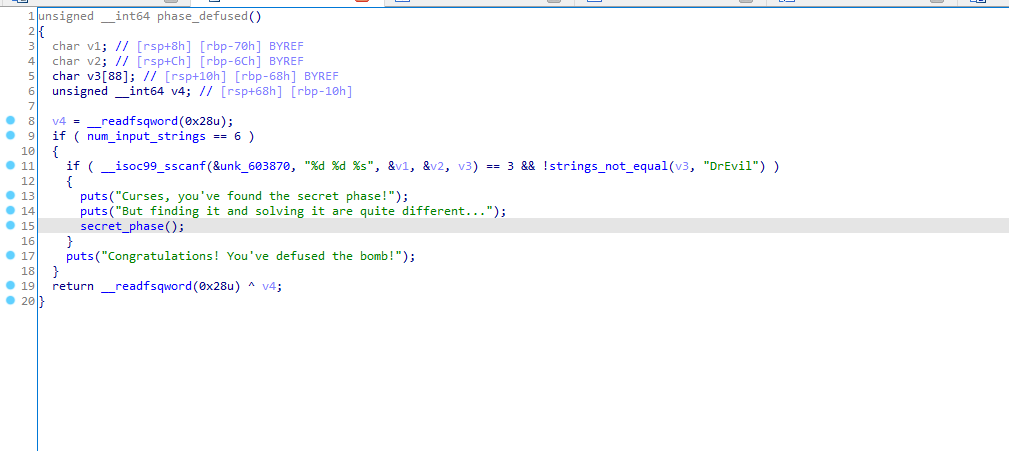 1 unsigned __int64 phase_defused()
2 {
3 char v1; // [rsp+8h] [rbp-70h] BYREF
4 char v2; // [rsp+Ch] [rbp-6Ch] BYREF
5 char v3[88]; // [rsp+10h] [rbp-68h] BYREF
6 unsigned __int64 v4; // [rsp+68h] [rbp-10h]
7
8 v4 = __readfsqword(0x28u);
9 if ( num_input_strings == 6 )
10 {
11 if ( __isoc99_sscanf(&unk_603870, "%d %d %s", &v1, &v2, v3) == 3 && !strings_not_equal(v3, "DrEvil") )
12 {
13 puts("Curses, you've found the secret phase!");
14 puts("But finding it and solving it are quite different...");
15 secret_phase();
16 }
17 puts("Congratulations! You've defused the bomb!");
18 }
19 return __readfsqword(0x28u) ^ v4;
20 }